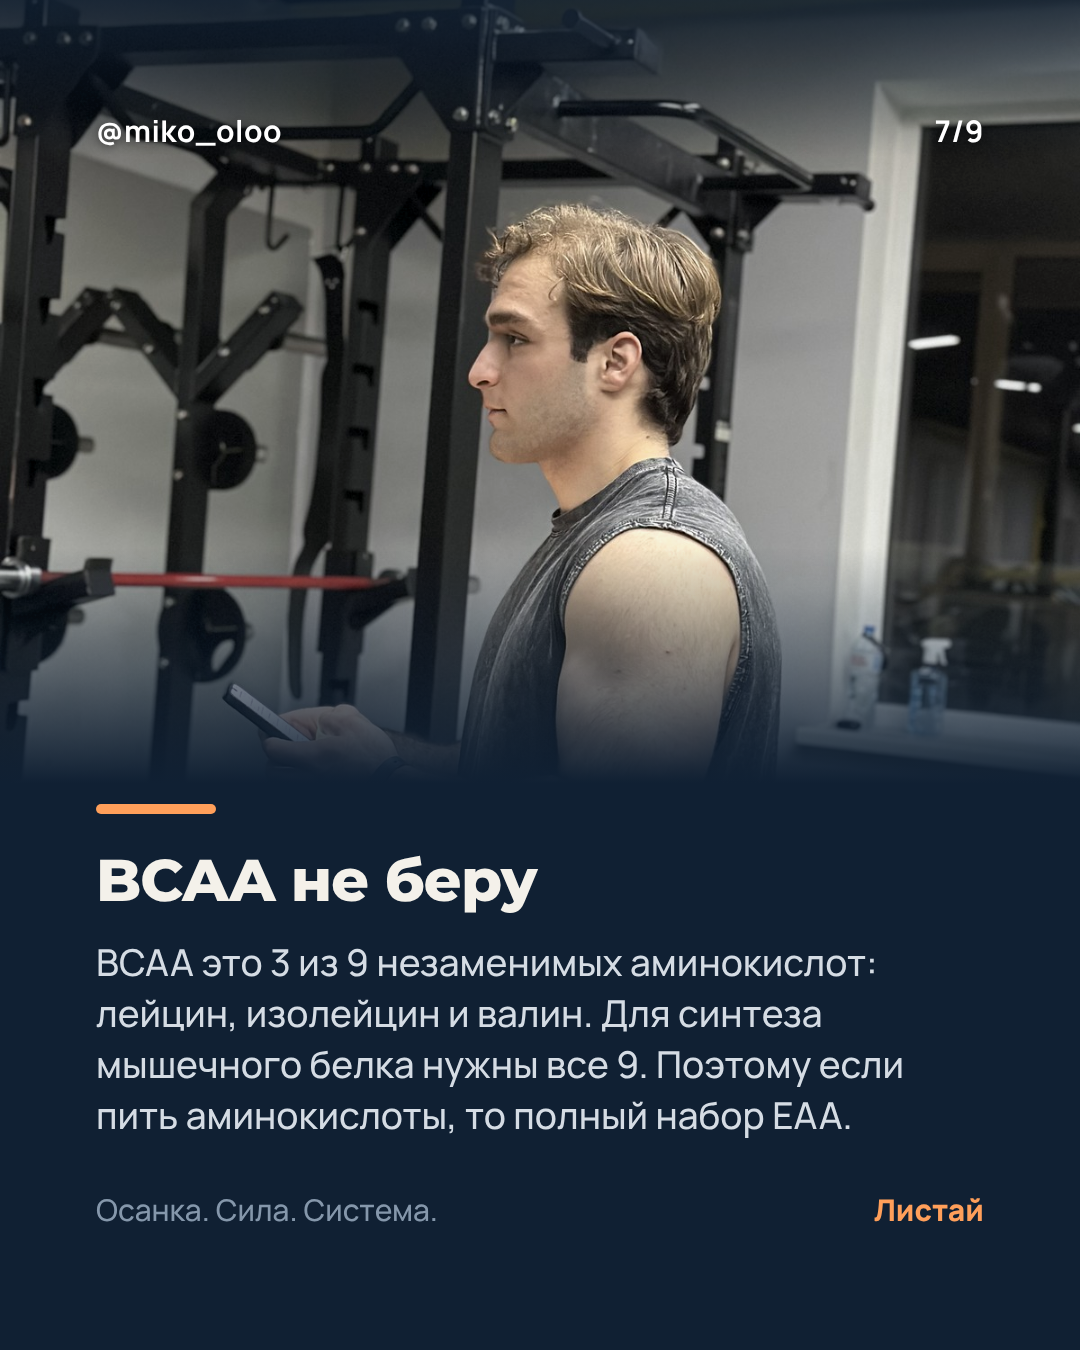 @miko_oloo
7/9
BCAA не беру
BCAA это 3 из 9 незаменимых аминокислот:
лейцин, изолейцин и валин. Для синтеза
мышечного белка нужны все 9. Поэтому если
пить аминокислоты, то полный набор EAA.
Осанка. Сила. Система.
Листай